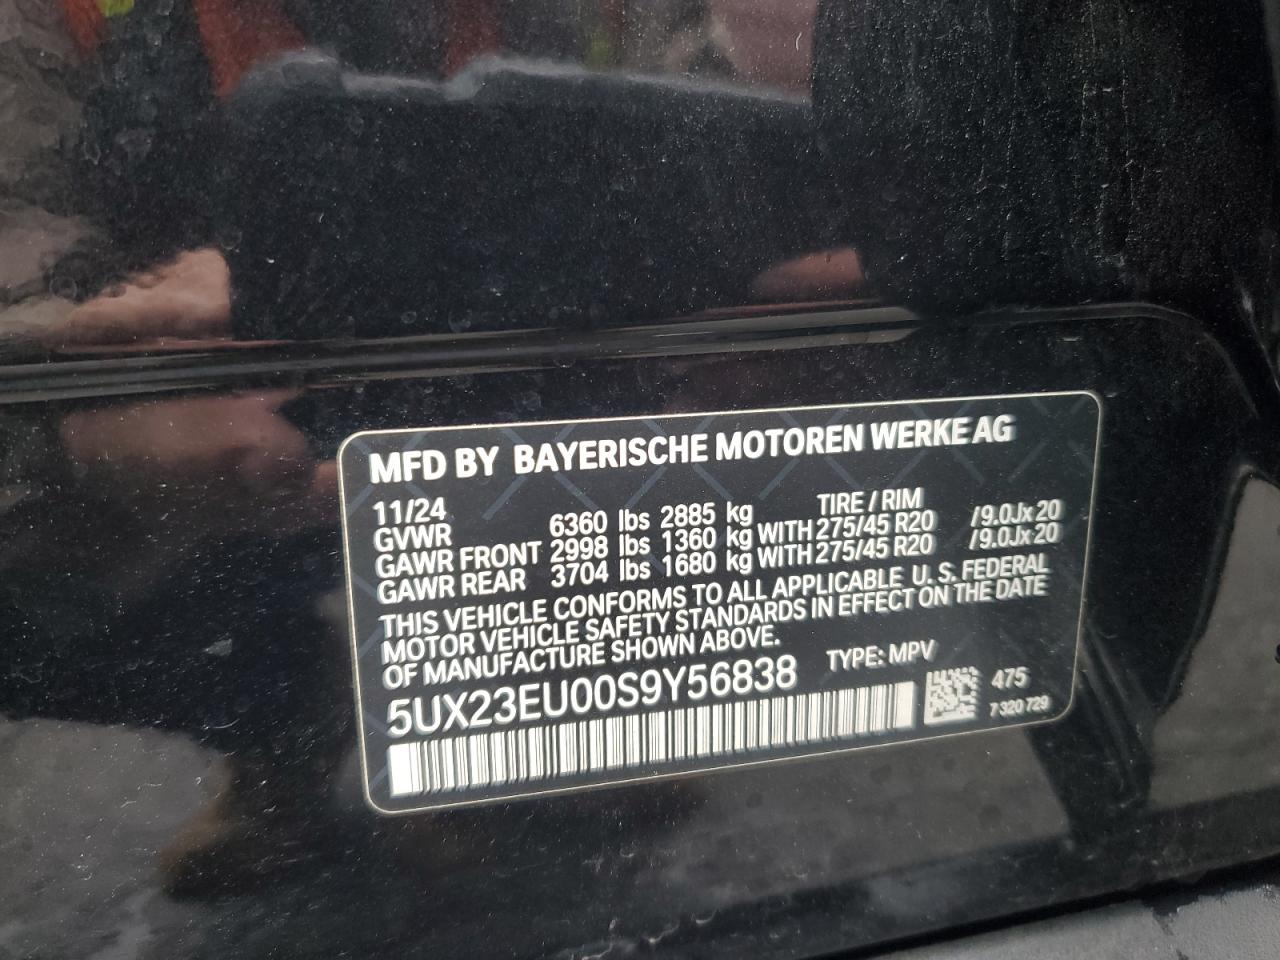 MFD BY BAYERISCHE MOTOREN WERKE AG
11/24 TIRE / RIM
GVWR 6360 lbs 2885 kg
GAWR FRONT 2998 lbs 1360 kg WITH 275/45 R20 /9.0Jx20
GAWR REAR 3704 lbs 1680 kg WITH 275/45 R20 /9.0Jx20
THIS VEHICLE CONFORMS TO ALL APPLICABLE U. S. FEDERAL
MOTOR VEHICLE SAFETY STANDARDS IN EFFECT ON THE DATE
OF MANUFACTURE SHOWN ABOVE.
5UX23EU00S9Y56838 TYPE: MPV
475
7 320 729